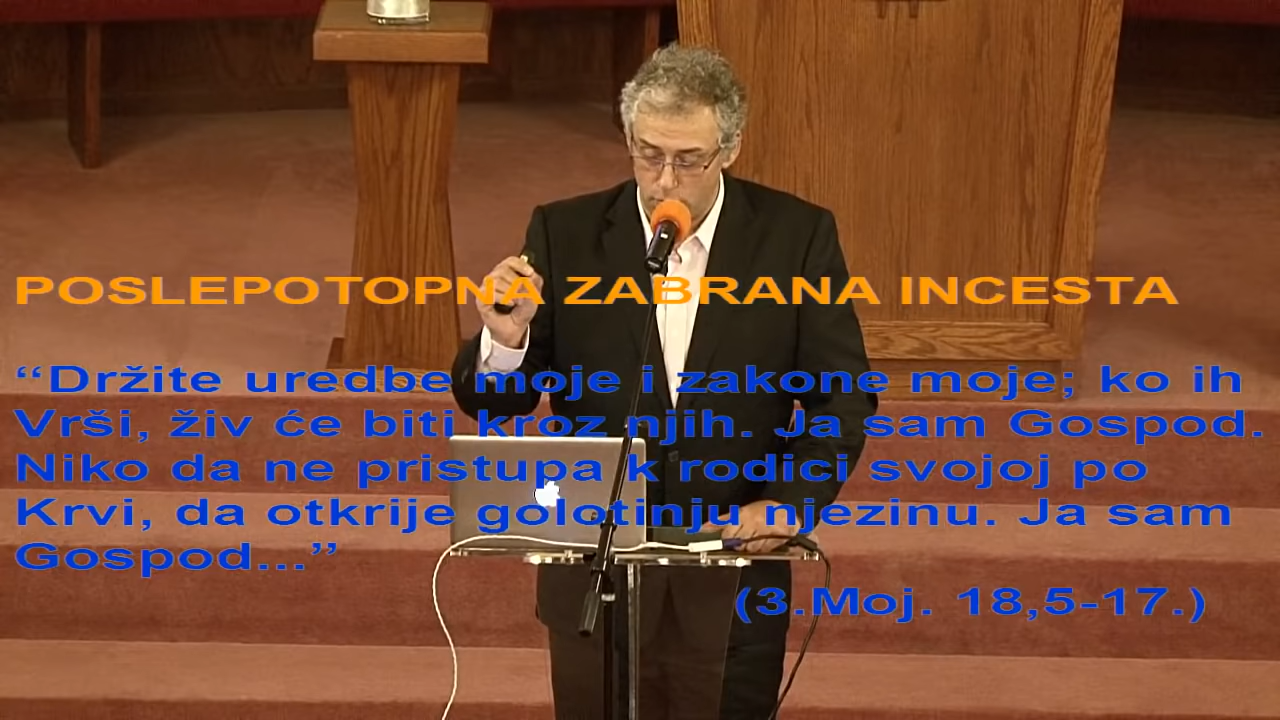 POSLEPOTOPNA ZABRANA INCESTA
“Držite uredbe moje i zakone moje; ko ih
Vrši, živ će biti kroz njih. Ja sam Gospod.
Niko da ne pristupa k rodici svojoj po
Krvi, da otkrije golotinju njezinu. Ja sam
Gospod...”
(3.Moj. 18,5-17.)